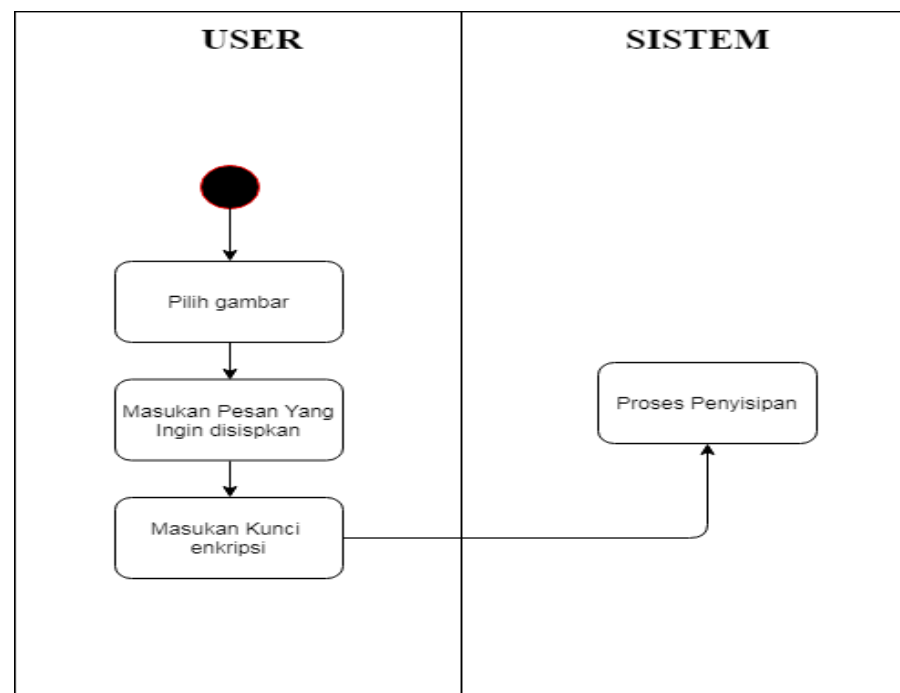 USER
SISTEM
Pilih gambar
Masukan Pesan Yang
Ingin disispkan
Masukan Kunci
enkripsi
Proses Penyisipan